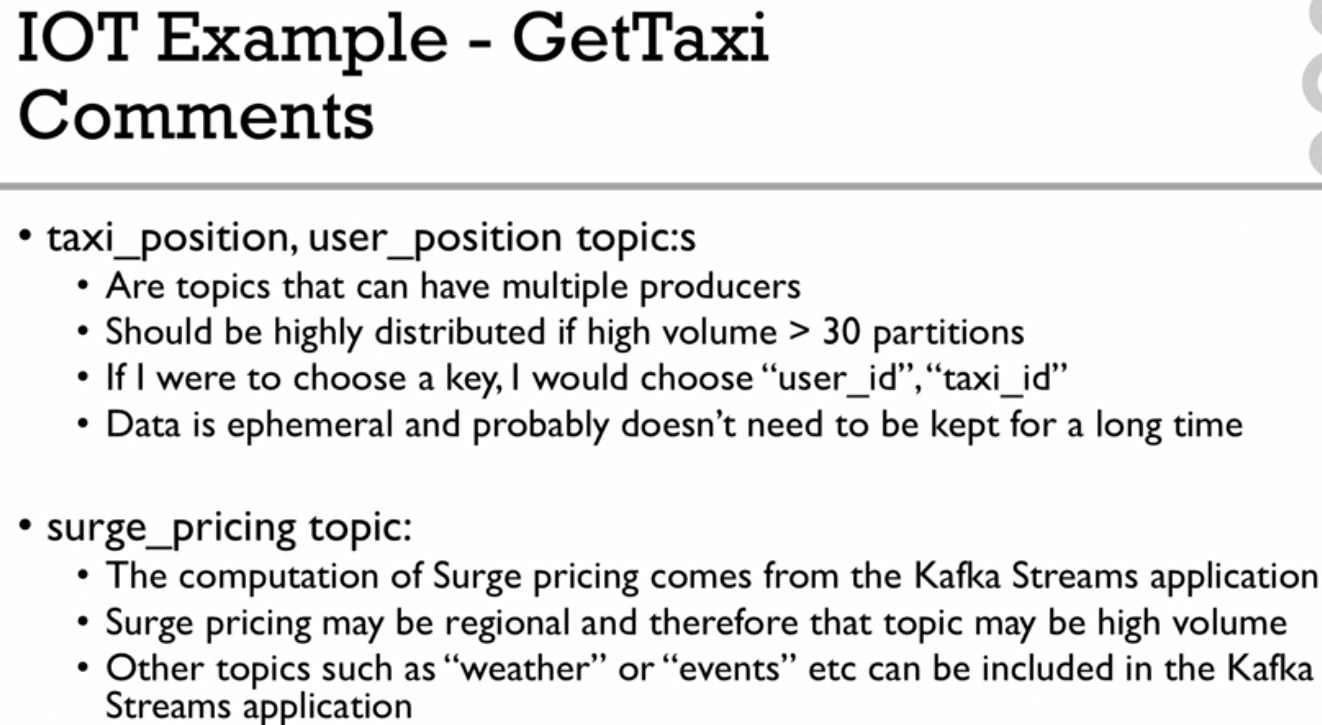 IOT Example - GetTaxi
Comments
• taxi_position, user_position topic:s
• Are topics that can have multiple producers
• Should be highly distributed if high volume > 30 partitions
• If I were to choose a key, I would choose “user_id”, “taxi_id”
• Data is ephemeral and probably doesn’t need to be kept for a long time
• surge_pricing topic:
• The computation of Surge pricing comes from the Kafka Streams application
• Surge pricing may be regional and therefore that topic may be high volume
• Other topics such as “weather” or “events” etc can be included in the Kafka
Streams application